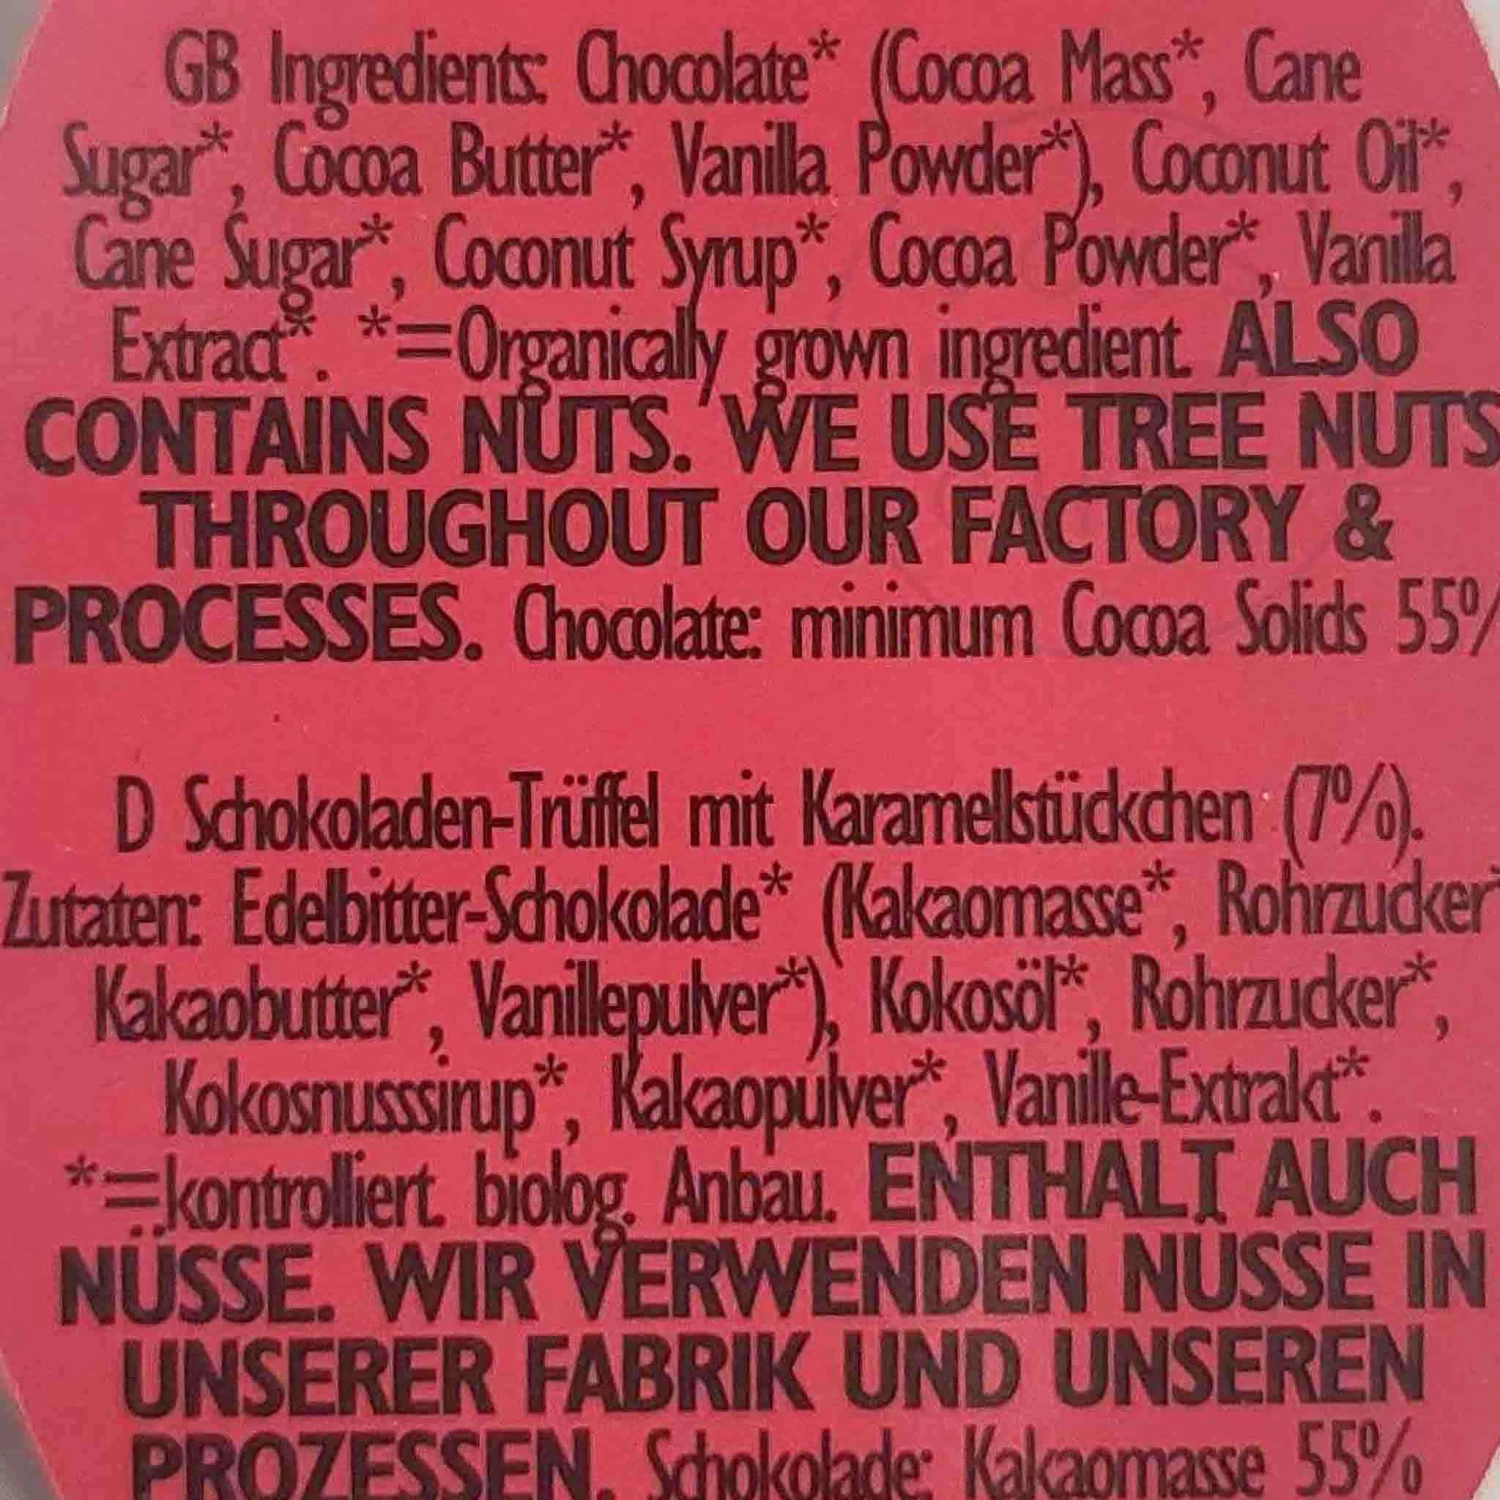 GB Ingredients: Chocolate* (Cocoa Mass*, Cane
Sugar*, Cocoa Butter*, Vanilla Powder*), Coconut Oil*,
Cane Sugar*, Coconut Syrup*, Cocoa Powder*, Vanilla
Extract*. *=Organically grown ingredient. ALSO
CONTAINS NUTS. WE USE TREE NUTS
THROUGHOUT OUR FACTORY &
PROCESSES. Chocolate: minimum Cocoa Solids 55%
D Schokoladen-Trüffel mit Karamellstückchen (7%).
Zutaten: Edelbitter-Schokolade* (Kakaomasse*, Rohrzucker*
Kakaobutter*, Vanillepulver*), Kokosöl*, Rohrzucker*,
Kokosnusssirup*, Kakaopulver*, Vanille-Extrakt*.
*=kontrolliert. biolog. Anbau. ENTHALT AUCH
NÜSSE. WIR VERWENDEN NÜSSE IN
UNSERER FABRIK UND UNSEREN
PROZESSEN. Schokolade: Kakaomasse 55%